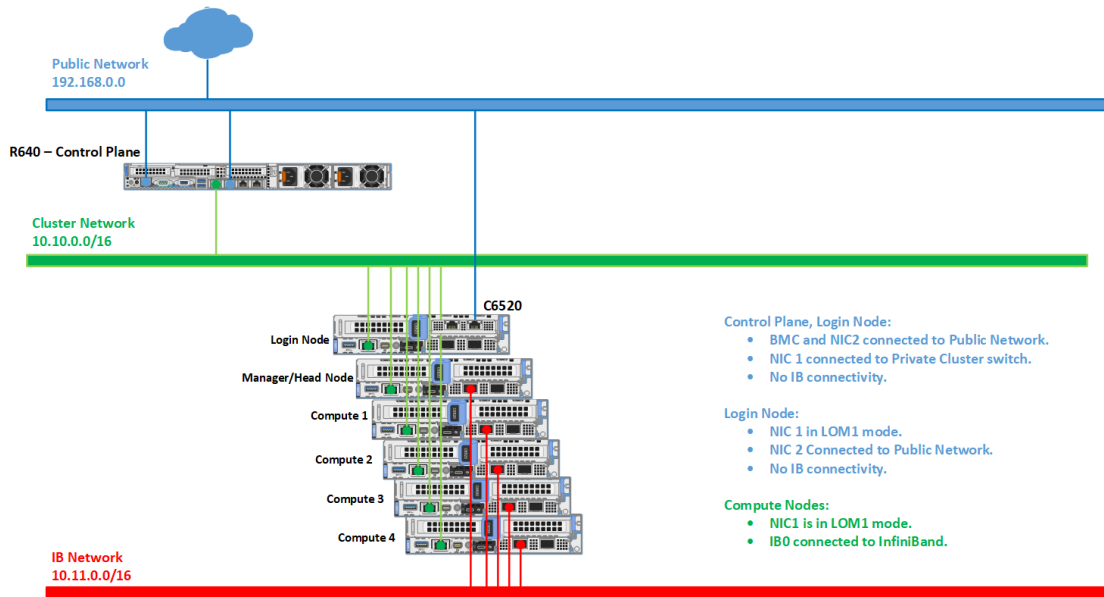 Public Network
192.168.0.0
R640 – Control Plane
Cluster Network
10.10.0.0/16
C6520
Login Node
Manager/Head Node
Compute 1
Compute 2
Compute 3
Compute 4
Control Plane, Login Node:
• BMC and NIC2 connected to Public Network.
• NIC 1 connected to Private Cluster switch.
• No IB connectivity.
Login Node:
• NIC 1 in LOM1 mode.
• NIC 2 Connected to Public Network.
• No IB connectivity.
Compute Nodes:
• NIC1 is in LOM1 mode.
• IB0 connected to InfiniBand.
IB Network
10.11.0.0/16